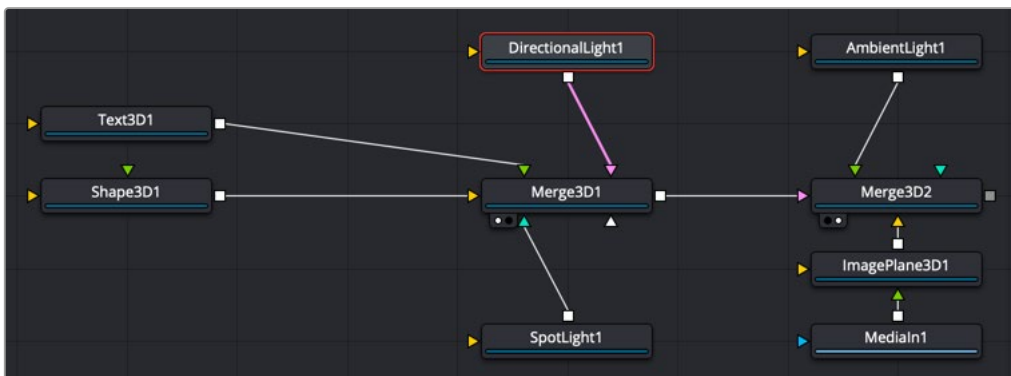 DirectionalLight1
AmbientLight1
Text3D1
Shape3D1
Merge3D1
Merge3D2
ImagePlane3D1
SpotLight1
MediaIn1